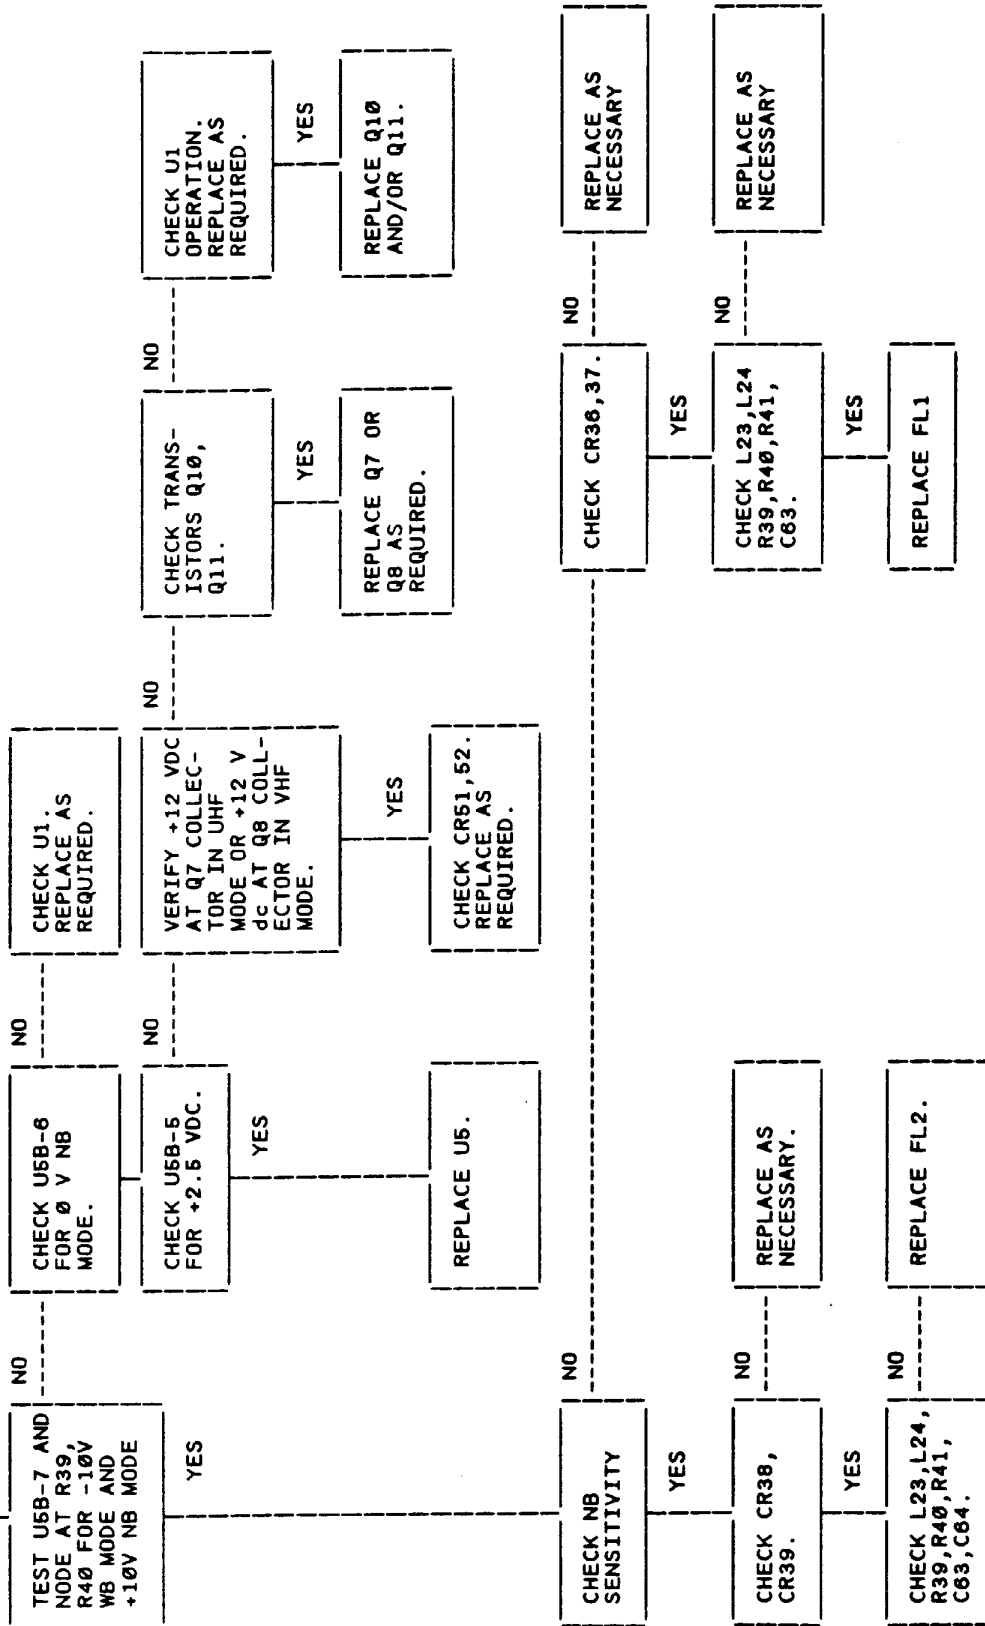 TEST U5B-7 AND
NODE AT R39,
R40 FOR -10V
WB MODE AND
+10V NB MODE
NO
CHECK U5B-6
FOR 0 V NB
MODE.
NO
CHECK U1.
REPLACE AS
REQUIRED.
CHECK U5B-5
FOR +2.5 VDC.
NO
VERIFY +12 VDC
AT Q7 COLLEC-
TOR IN UHF
MODE OR +12 V
dc AT Q8 COLL-
ECTOR IN VHF
MODE.
NO
CHECK TRANS-
ISTORS Q10,
Q11.
NO
CHECK U1
OPERATION.
REPLACE AS
REQUIRED.
YES
YES
YES
YES
YES
REPLACE U5.
CHECK CR51,52.
REPLACE AS
REQUIRED.
REPLACE Q7 OR
Q8 AS
REQUIRED.
REPLACE Q10
AND/OR Q11.
CHECK NB
SENSITIVITY
NO
CHECK CR36,37.
NO
REPLACE AS
NECESSARY
YES
YES
CHECK CR38,
CR39.
NO
REPLACE AS
NECESSARY.
CHECK L23,L24
R39,R40,R41,
C63.
NO
REPLACE AS
NECESSARY
YES
YES
CHECK L23,L24,
R39,R40,R41,
C63,C64.
NO
REPLACE FL2.
REPLACE FL1